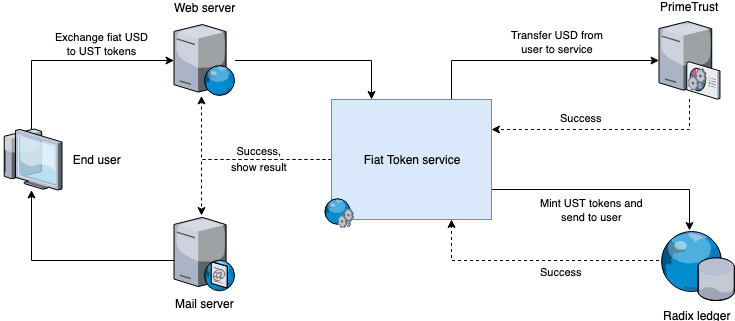 Web server
PrimeTrust
Exchange fiat USD
to UST tokens
Transfer USD from
user to service
Success
End user
Success,
show result
Fiat Token service
Mint UST tokens and
send to user
Success
Mail server
Radix ledger
@